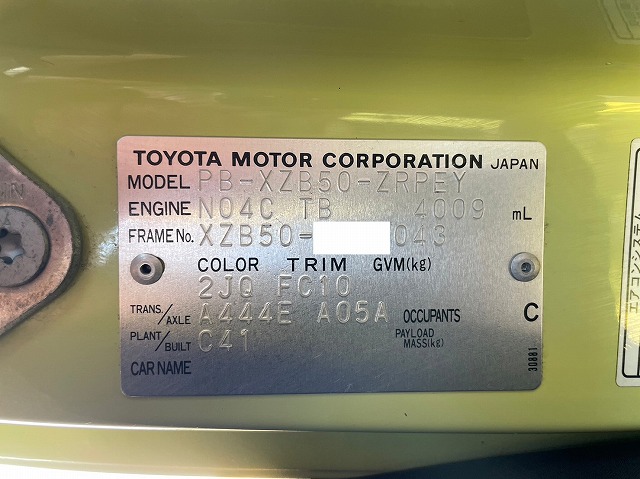 TOYOTA MOTOR CORPORATION JAPAN
MODEL PB-XZB50-ZRPEY
ENGINE N04C TB 4009 mL
FRAME No. XZB50- 043
COLOR TRIM GVM(kg)
2JQ FC10
TRANS./AXLE A444E A05A OCCUPANTS C
PLANT/BUILT C41 PAYLOAD MASS(kg)
CAR NAME
30881